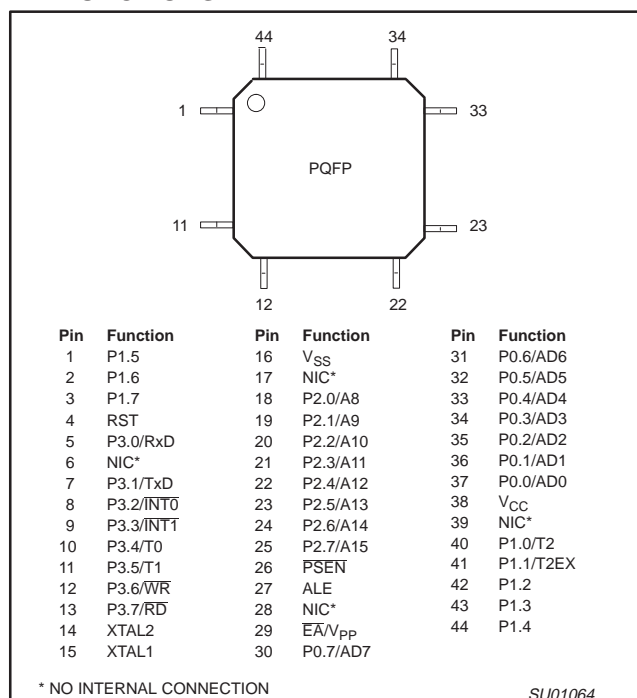 44 34
1 33
PQFP
11 23
12 22
Pin Function Pin Function Pin Function
1 P1.5 16 VSS 31 P0.6/AD6
2 P1.6 17 NIC* 32 P0.5/AD5
3 P1.7 18 P2.0/A8 33 P0.4/AD4
4 RST 19 P2.1/A9 34 P0.3/AD3
5 P3.0/RxD 20 P2.2/A10 35 P0.2/AD2
6 NIC* 21 P2.3/A11 36 P0.1/AD1
7 P3.1/TxD 22 P2.4/A12 37 P0.0/AD0
8 P3.2/INT0 23 P2.5/A13 38 VCC
9 P3.3/INT1 24 P2.6/A14 39 NIC*
10 P3.4/T0 25 P2.7/A15 40 P1.0/T2
11 P3.5/T1 26 PSEN 41 P1.1/T2EX
12 P3.6/WR 27 ALE 42 P1.2
13 P3.7/RD 28 NIC* 43 P1.3
14 XTAL2 29 EA/VPP 44 P1.4
15 XTAL1 30 P0.7/AD7
* NO INTERNAL CONNECTION
SU01064